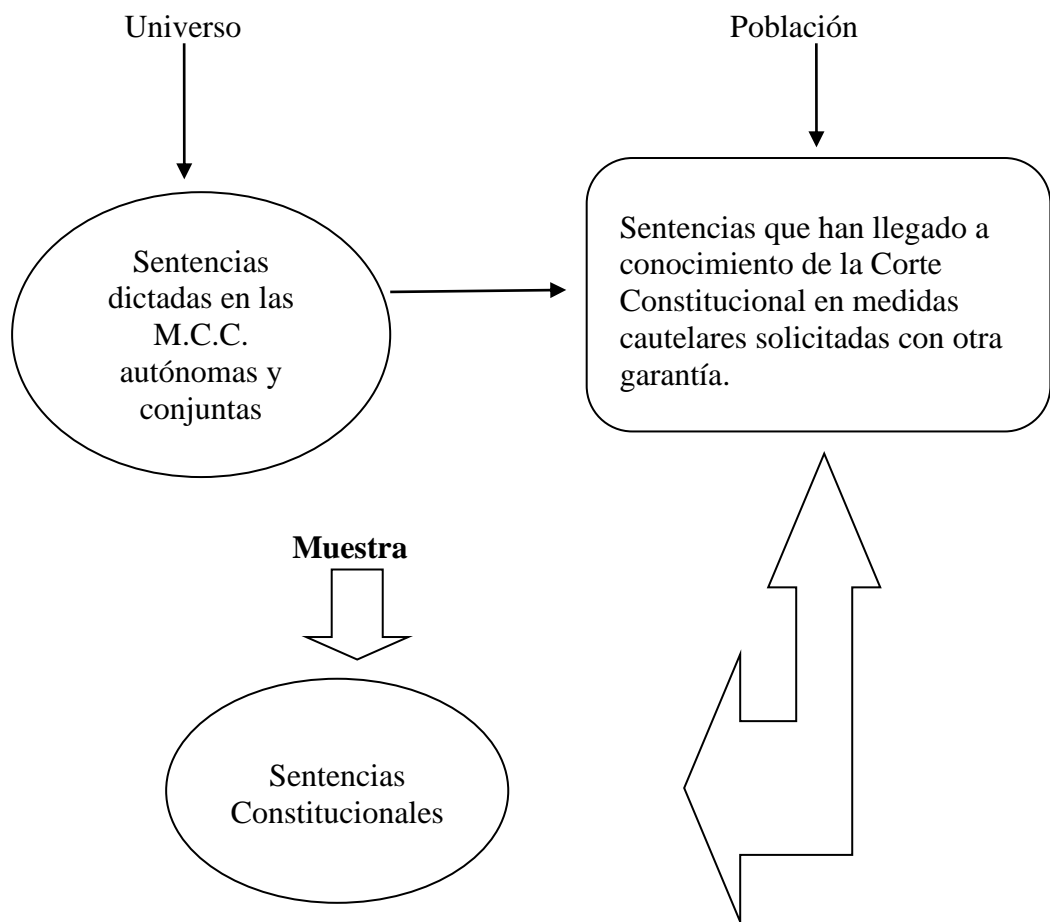 Universo
Población
Sentencias
dictadas en las
M.C.C.
autónomas y
conjuntas
Sentencias que han llegado a
conocimiento de la Corte
Constitucional en medidas
cautelares solicitadas con otra
garantía.
Muestra
Sentencias
Constitucionales